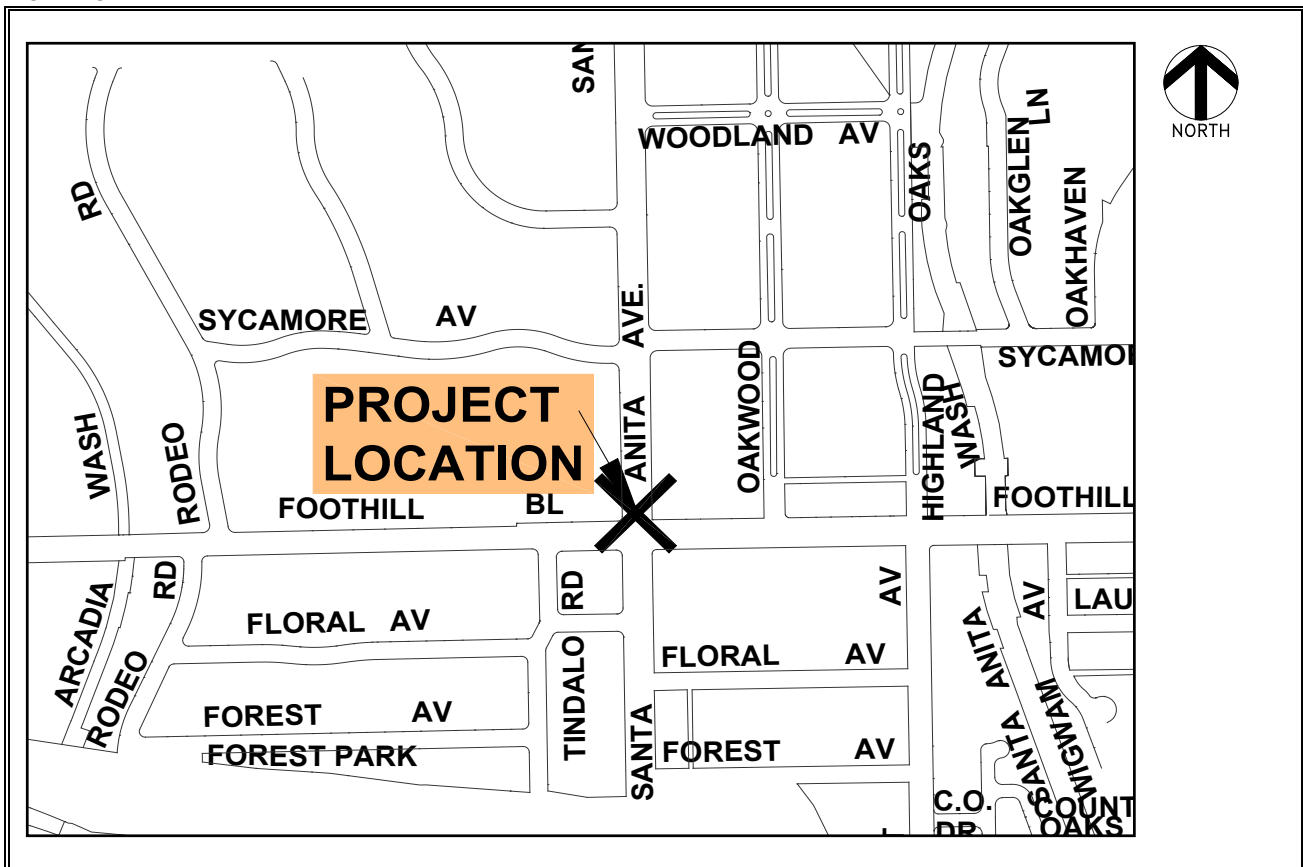 SAN
NORTH
WOODLAND AV
OAKS
OAKGLEN
LN
OAKHAVEN
RD
SYCAMORE AV
AVE.
SYCAMOR
PROJECT
LOCATION
ANITA
OAKWOOD
HIGHLAND
WASH
WASH
RODEO
FOOTHILL BL
FOOTHILL
ARCADIA
RD
RODEO
FLORAL AV
RD
TINDALO
AV
FLORAL AV
SANTA
ANITA
AV
LAU
FOREST AV
FOREST PARK
SANTA
FOREST AV
WIGWAM
C.O.
DR
COUNT
OAKS